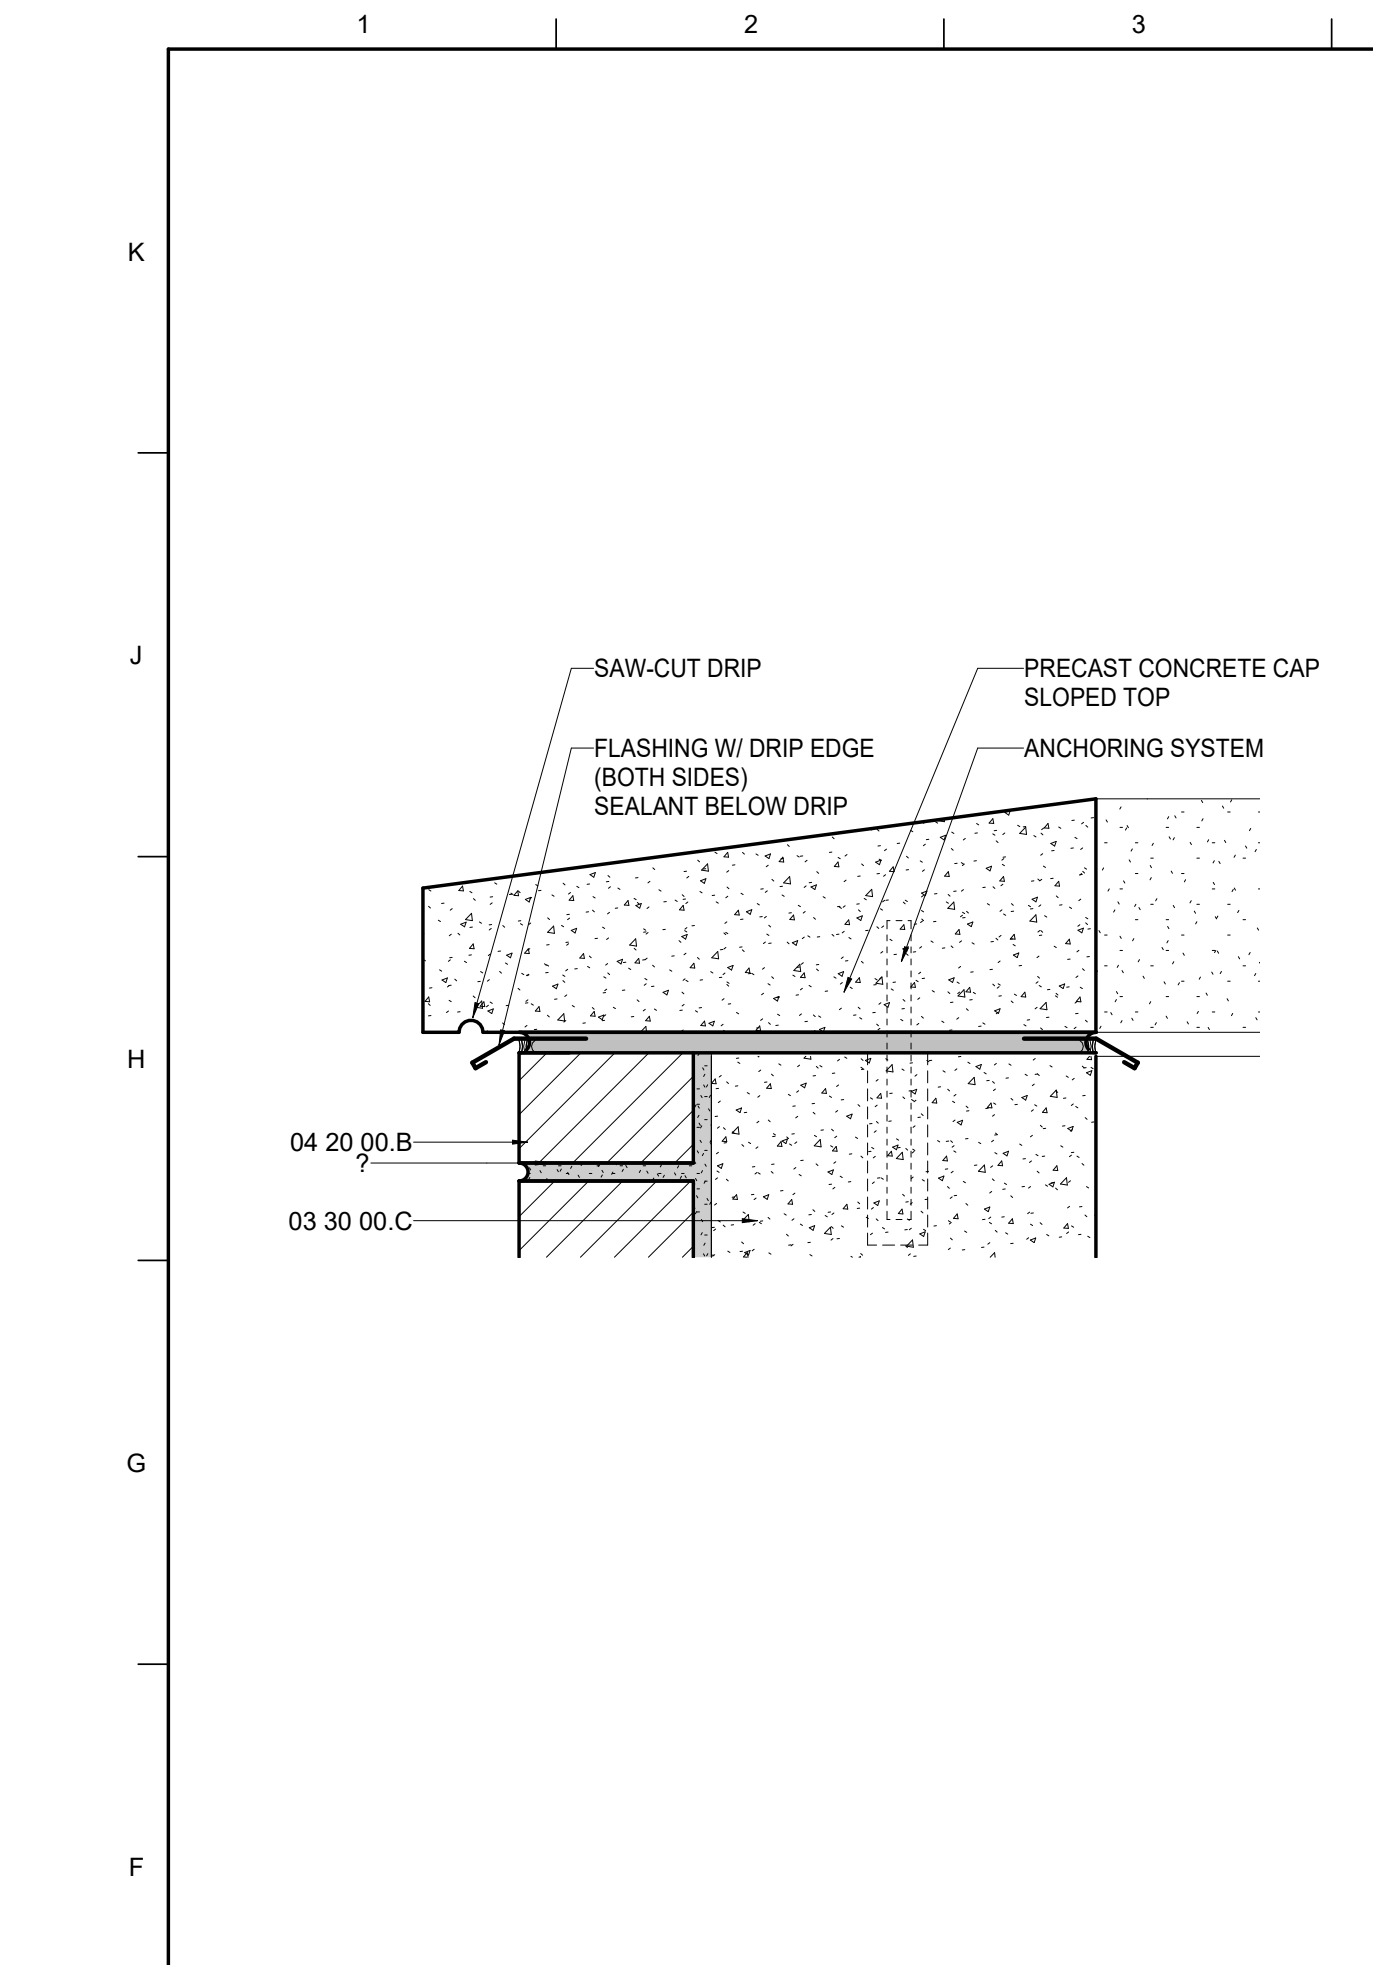 1
2
3
K
J
SAW-CUT DRIP
PRECAST CONCRETE CAP
SLOPED TOP
FLASHING W/ DRIP EDGE
(BOTH SIDES)
SEALANT BELOW DRIP
ANCHORING SYSTEM
H
04 20 00.B
?
03 30 00.C
G
F